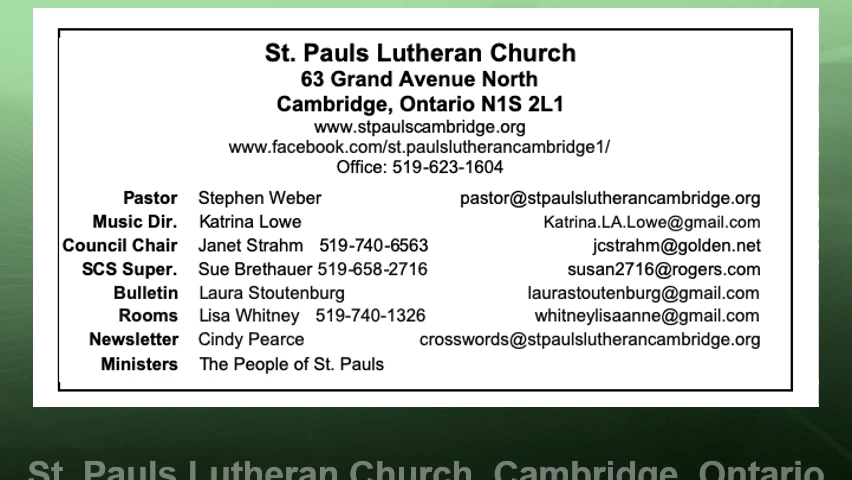 St. Pauls Lutheran Church
63 Grand Avenue North
Cambridge, Ontario N1S 2L1
www.stpaulscambridge.org
www.facebook.com/st.paulslutherancambridge1/
Office: 519-623-1604
Pastor Stephen Weber pastor@stpaulslutherancambridge.org
Music Dir. Katrina Lowe Katrina.LA.Lowe@gmail.com
Council Chair Janet Strahm 519-740-6563 jcstrahm@golden.net
SCS Super. Sue Brethauer 519-658-2716 susan2716@rogers.com
Bulletin Laura Stoutenburg laurastoutenburg@gmail.com
Rooms Lisa Whitney 519-740-1326 whitneylisaanne@gmail.com
Newsletter Cindy Pearce crosswords@stpaulslutherancambridge.org
Ministers The People of St. Pauls
St. Pauls Lutheran Church, Cambridge, Ontario